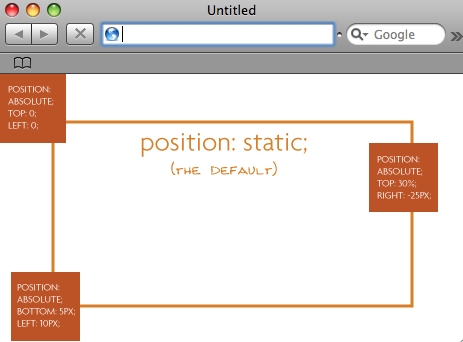 Untitled
Google
POSITION:
ABSOLUTE;
TOP: 0;
LEFT: 0;
position: static;
(THE DEFAULT)
POSITION:
ABSOLUTE;
TOP: 30%;
RIGHT: -25PX;
POSITION:
ABSOLUTE;
BOTTOM: 5PX;
LEFT: 10PX;